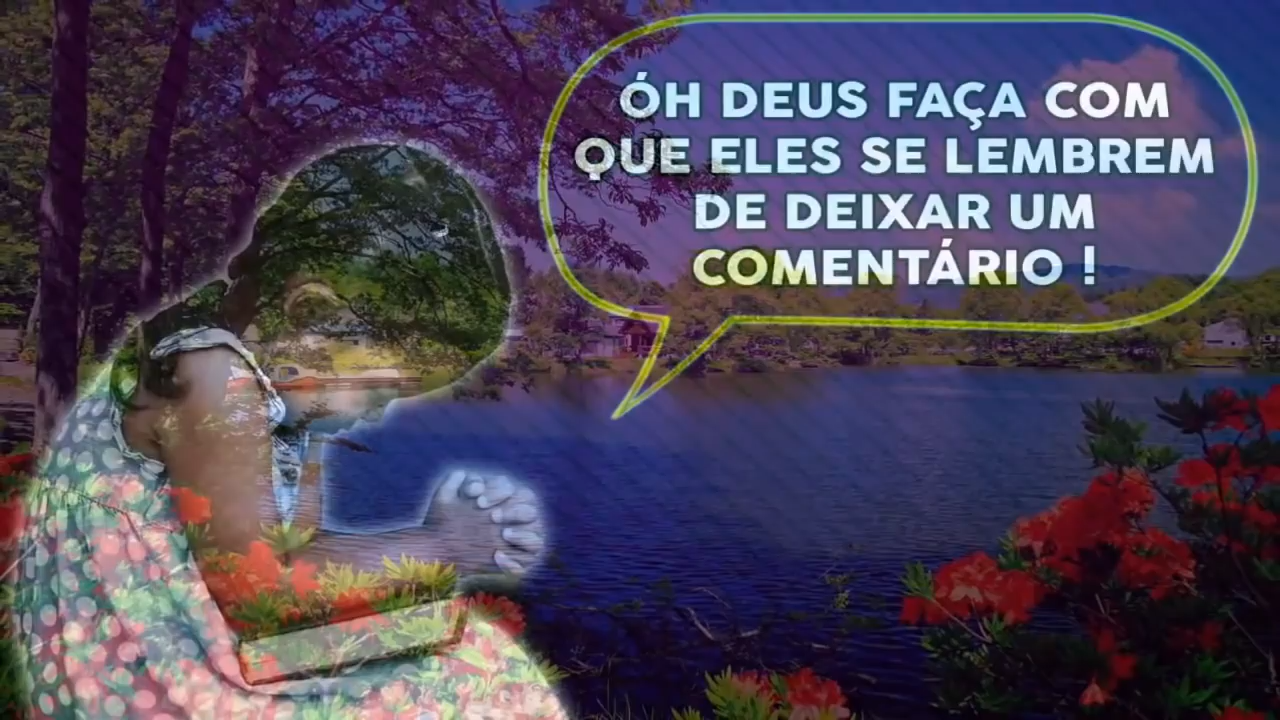 ÓH DEUS FAÇA COM
QUE ELES SE LEMBREM
DE DEIXAR UM
COMENTÁRIO !